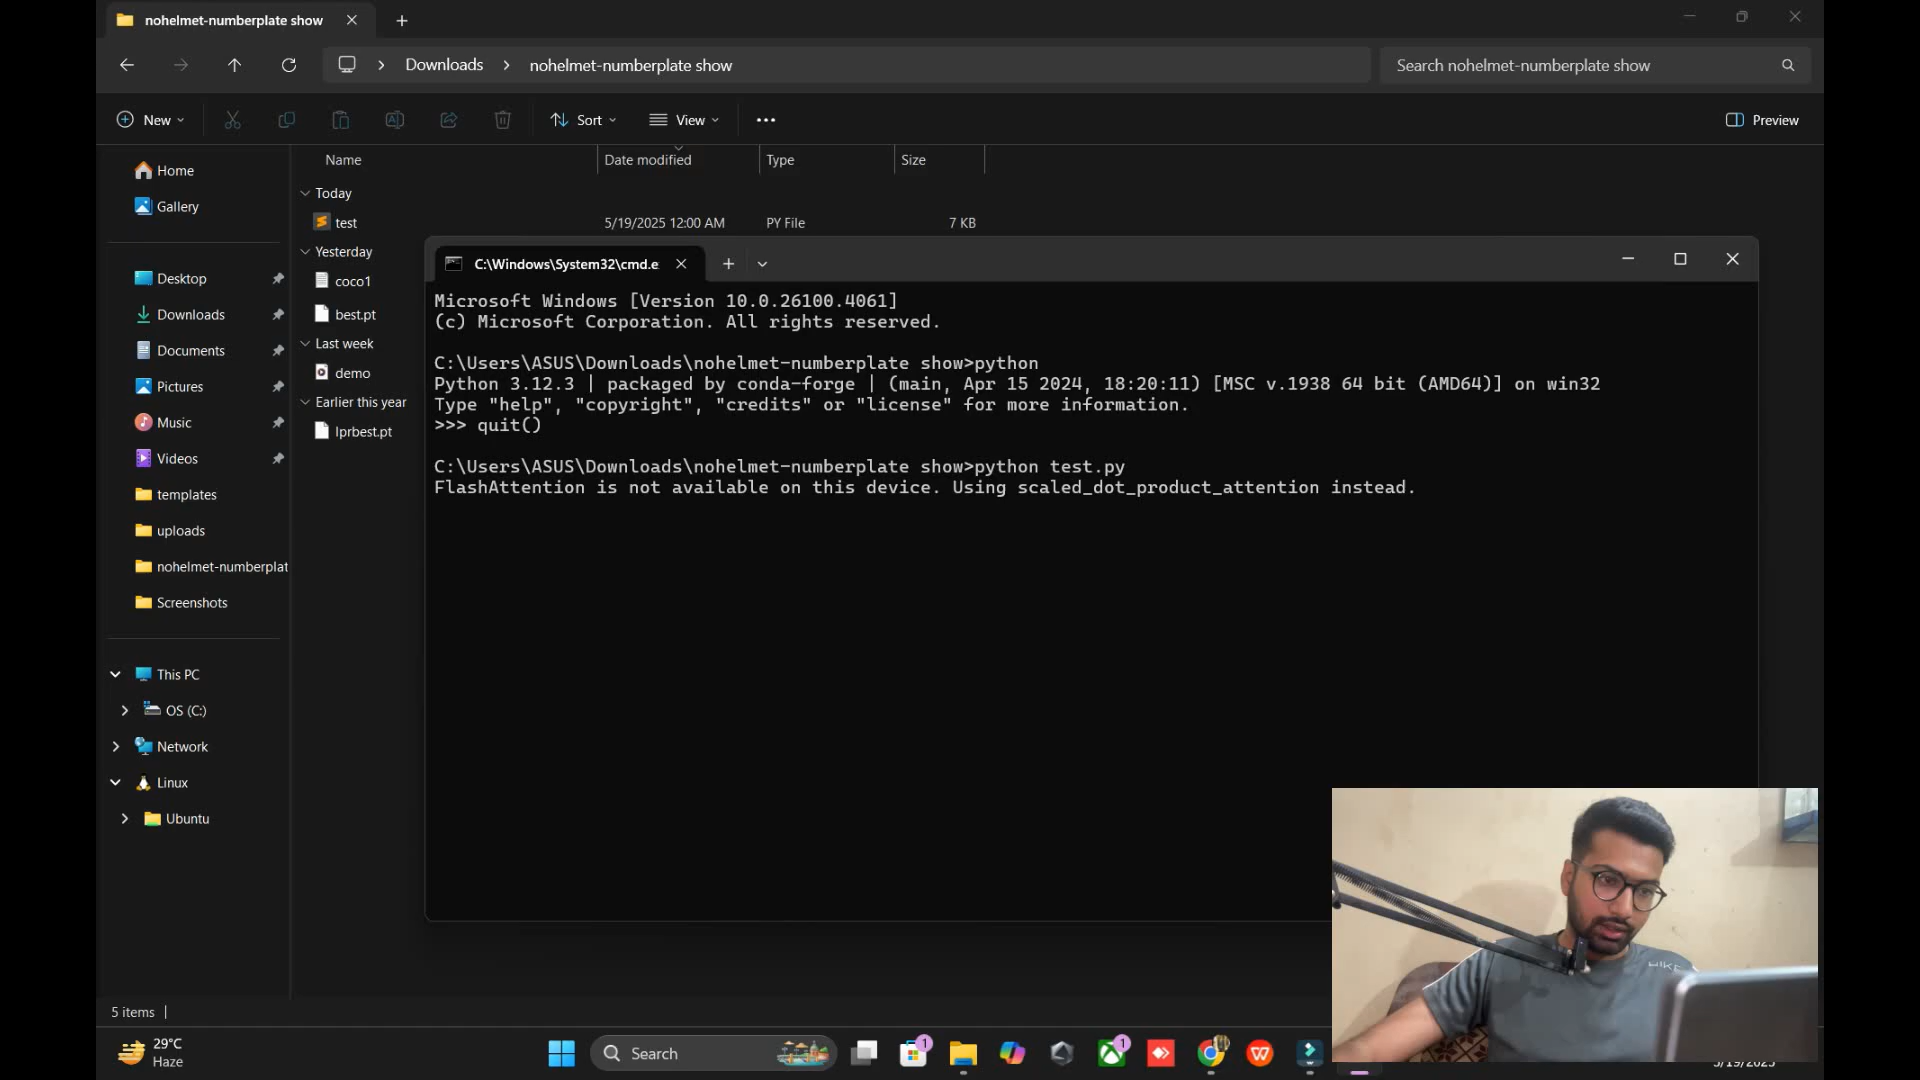 nohelmet-numberplate show
Downloads > nohelmet-numberplate show
Search nohelmet-numberplate show
New
Sort
View
Preview
Name
Date modified
Type
Size
Home
Gallery
Desktop
Downloads
Documents
Pictures
Music
Videos
templates
uploads
nohelmet-numberplat
Screenshots
This PC
OS (C:)
Network
Linux
Ubuntu
Today
test 5/19/2025 12:00 AM PY File 7 KB
Yesterday
coco1
best.pt
Last week
demo
Earlier this year
lprbest.pt
C:\Windows\System32\cmd.e
Microsoft Windows [Version 10.0.26100.4061]
(c) Microsoft Corporation. All rights reserved.
C:\Users\ASUS\Downloads\nohelmet-numberplate show>python
Python 3.12.3 | packaged by conda-forge | (main, Apr 15 2024, 18:20:11) [MSC v.1938 64 bit (AMD64)] on win32
Type "help", "copyright", "credits" or "license" for more information.
>>> quit()
C:\Users\ASUS\Downloads\nohelmet-numberplate show>python test.py
FlashAttention is not available on this device. Using scaled_dot_product_attention instead.
5 items
29°C
Haze
Search
1
1